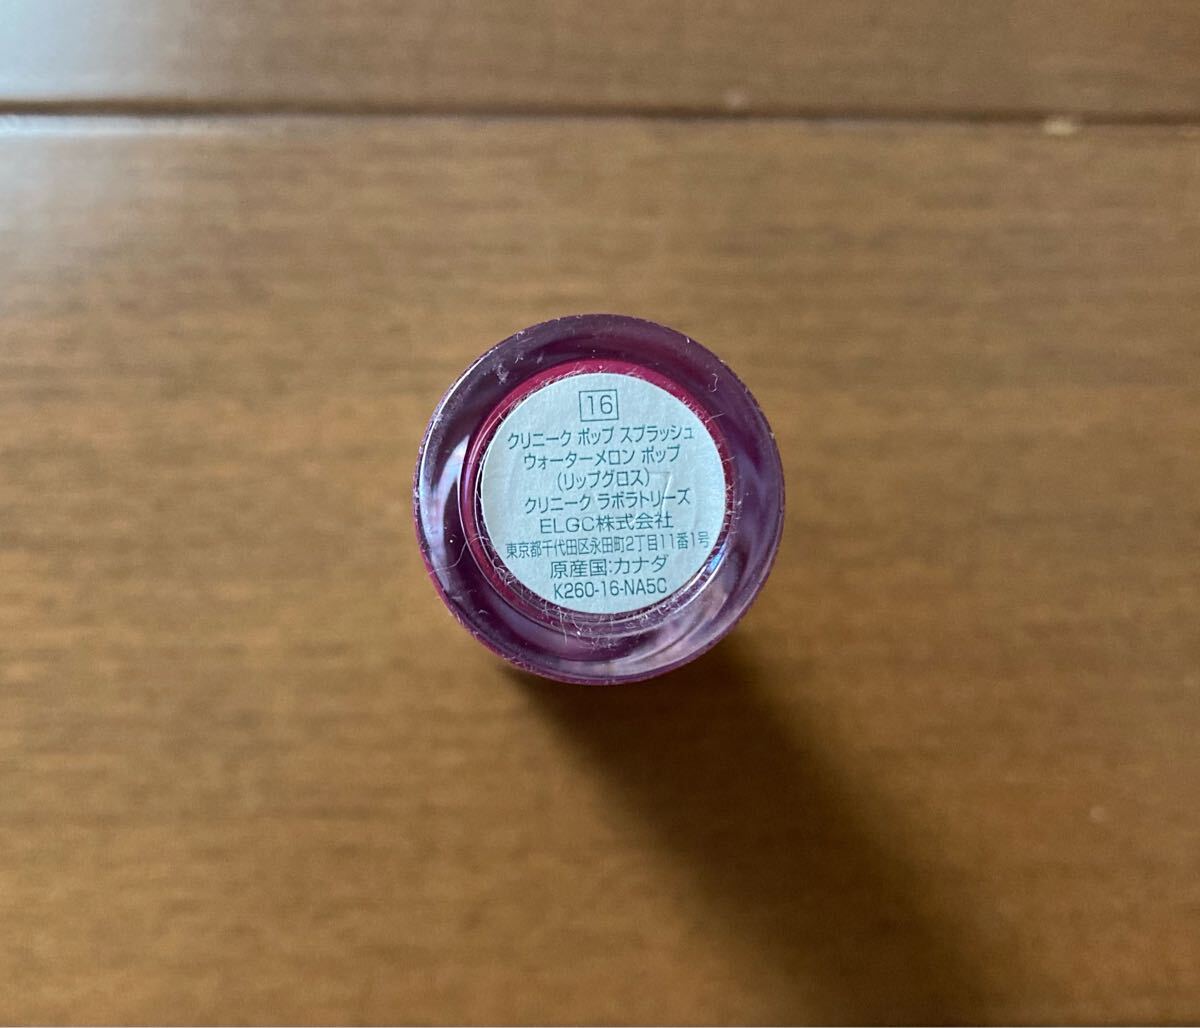 16
クリニーク ポップ スプラッシュ
ウォーターメロン ポップ
(リップグロス)
クリニーク ラボラトリーズ
ELGC株式会社
東京都千代田区永田町2丁目11番1号
原産国:カナダ
K260-16-NA5C